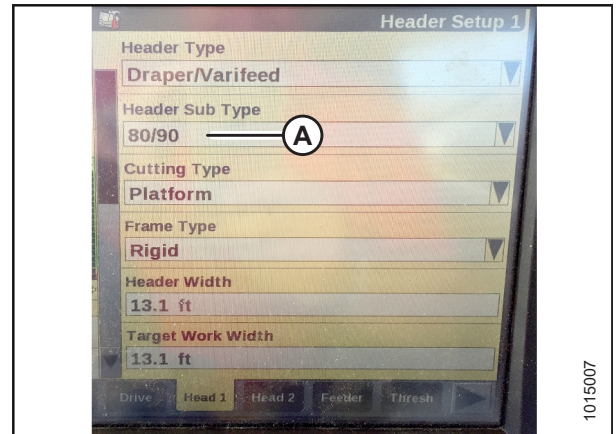 Header Setup 1
Header Type
Draper/Varifeed
Header Sub Type
80/90
A
Cutting Type
Platform
Frame Type
Rigid
Header Width
13.1 ft
Target Work Width
13.1 ft
Drive Head 1 Head 2 Feeder Thresh
1015007